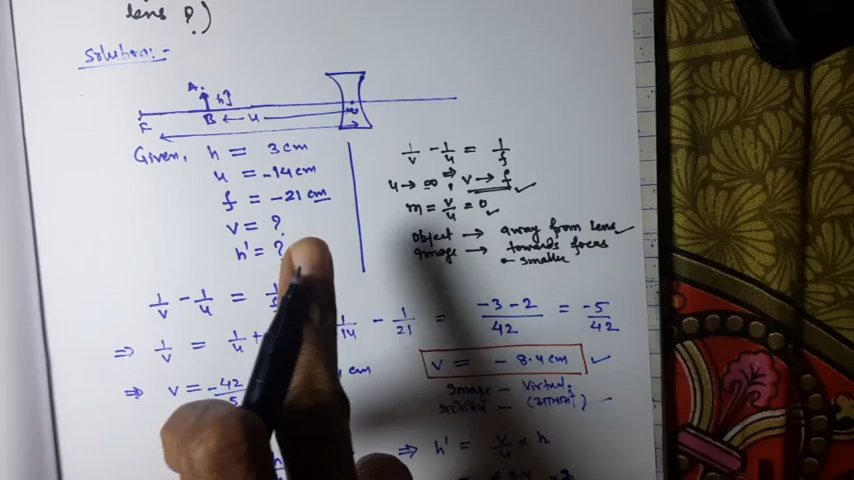 lens ?)
Solution:-
A
h
F
B
u
Given, h = 3 cm
u = -14 cm
f = -21 cm
v = ?
h' = ?
1/v - 1/u = 1/f
u → ∞ ⇒ v → f ✓
m = v/u = 0 ✓
object → away from lens ✓
image → towards focus
- smaller
1/v - 1/u =
⇒ 1/v = 1/u +
1/14 - 1/21 = -3-2/42 = -5/42
⇒ v = -42/5
cm
v = - 8.4 cm ✓
image - virtual.
⇒ h' = v/u × h